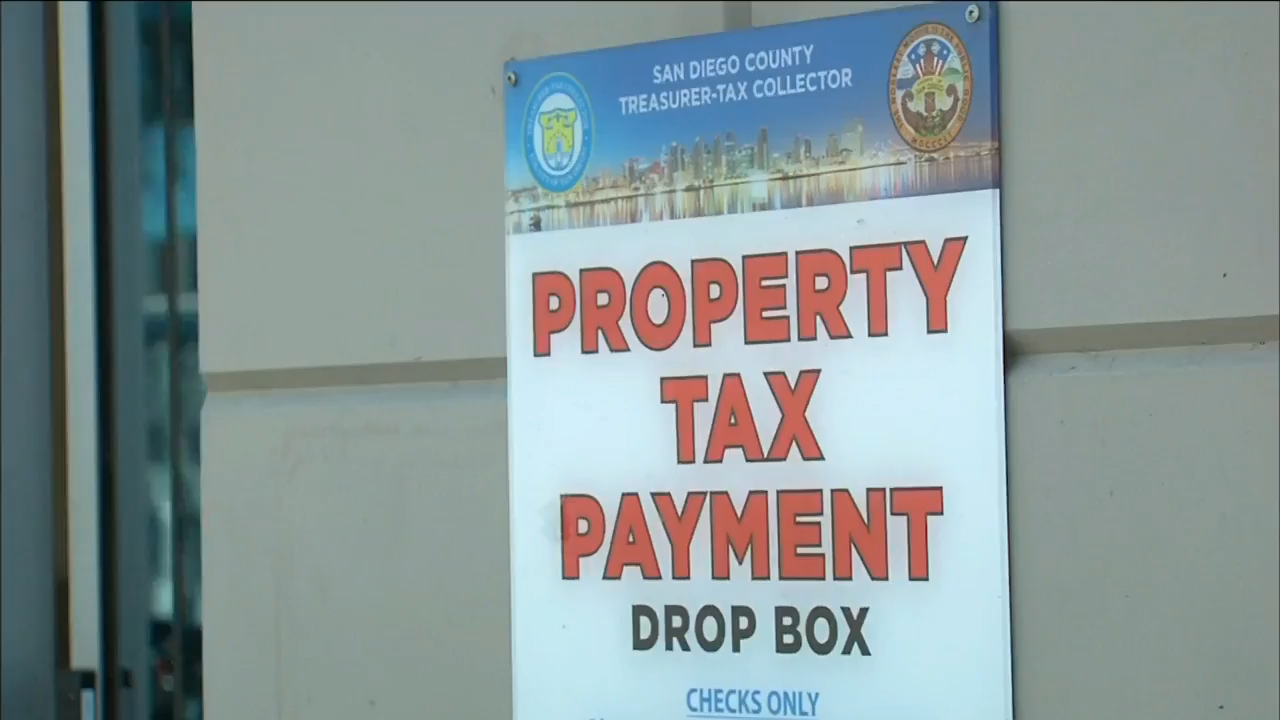 SAN DIEGO COUNTY
TREASURER-TAX COLLECTOR
PROPERTY
TAX
PAYMENT
DROP BOX
CHECKS ONLY